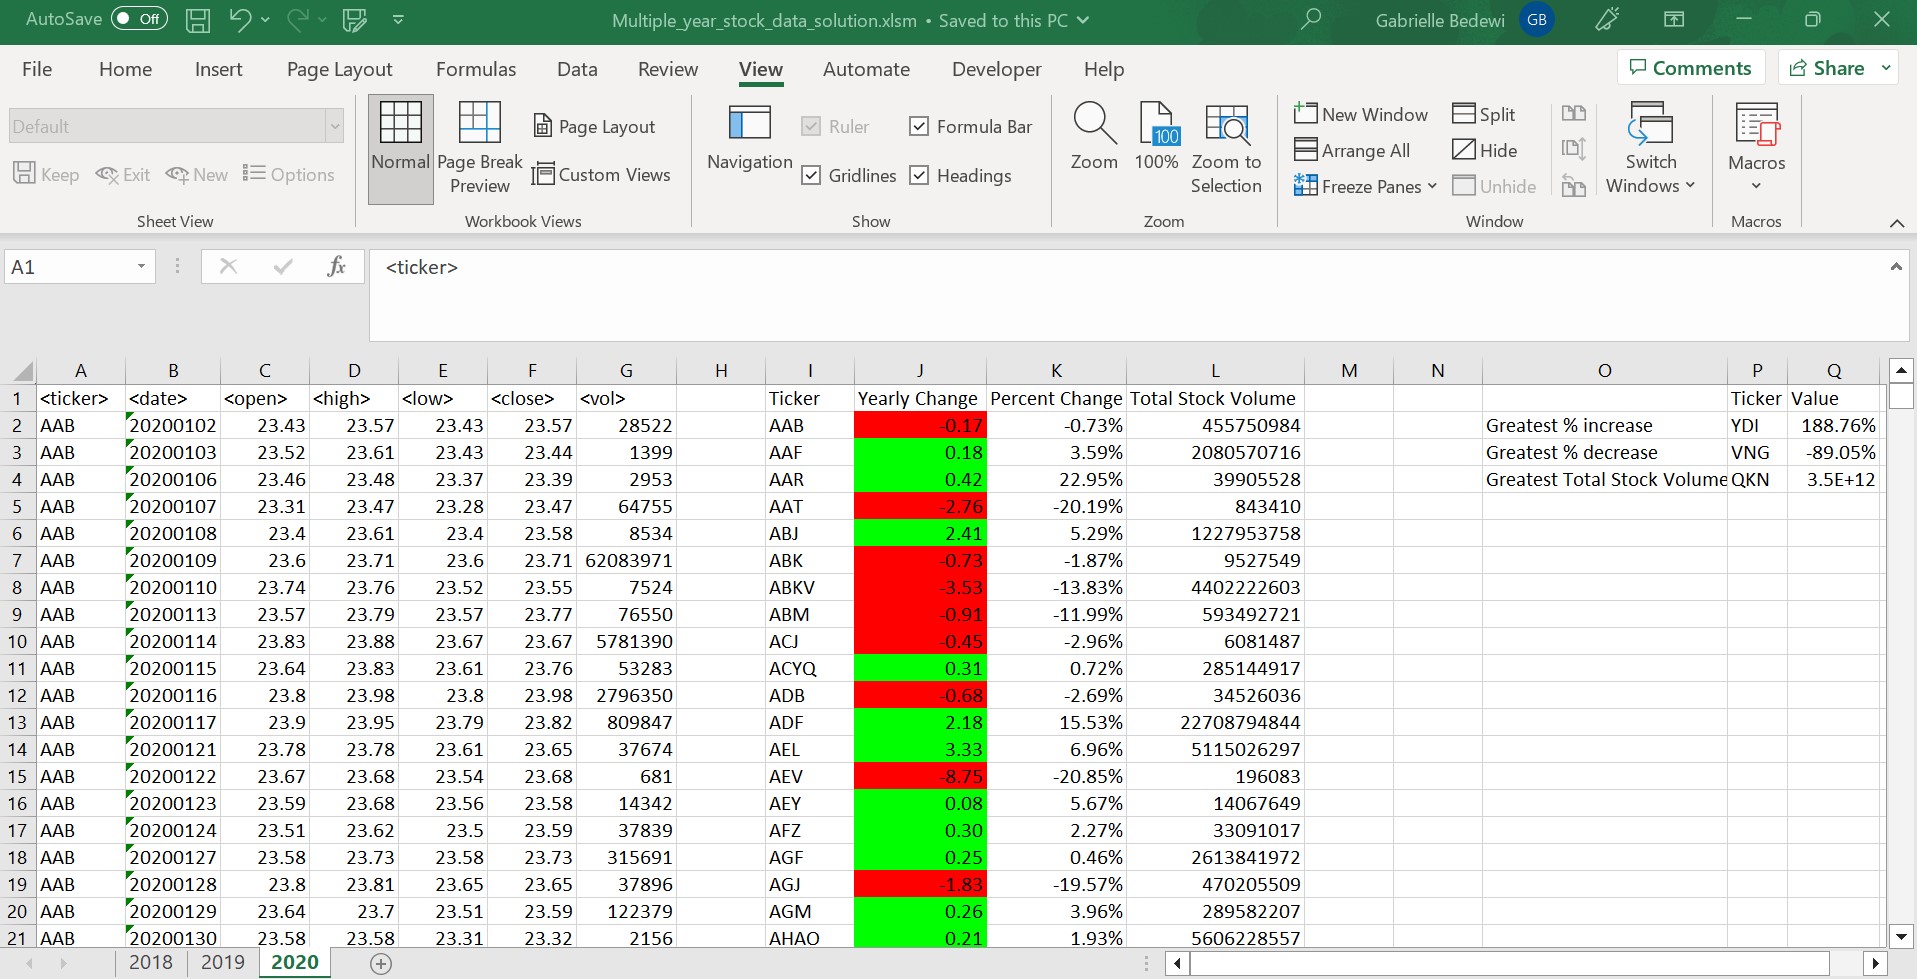 AutoSave Off Multiple_year_stock_data_solution.xlsm • Saved to this PC Gabrielle Bedewi GB
File Home Insert Page Layout Formulas Data Review View Automate Developer Help Comments Share
Default
Keep Exit New Options
Sheet View
Normal
Page Break Preview
Page Layout
Custom Views
Workbook Views
Navigation
Ruler Formula Bar
Gridlines Headings
Show
Zoom
100 100%
Zoom to Selection
Zoom
New Window Split
Arrange All Hide
Freeze Panes Unhide
Switch Windows
Window
Macros
Macros
A1 fx <ticker>
A B C D E F G H I J K L M N O P Q
1 <ticker> <date> <open> <high> <low> <close> <vol> Ticker Yearly Change Percent Change Total Stock Volume Ticker Value
2 AAB 20200102 23.43 23.57 23.43 23.57 28522 AAB -0.17 -0.73% 455750984 Greatest % increase YDI 188.76%
3 AAB 20200103 23.52 23.61 23.43 23.44 1399 AAF 0.18 3.59% 2080570716 Greatest % decrease VNG -89.05%
4 AAB 20200106 23.46 23.48 23.37 23.39 2953 AAR 0.42 22.95% 39905528 Greatest Total Stock Volume QKN 3.5E+12
5 AAB 20200107 23.31 23.47 23.28 23.47 64755 AAT -2.76 -20.19% 843410
6 AAB 20200108 23.4 23.61 23.4 23.58 8534 ABJ 2.41 5.29% 1227953758
7 AAB 20200109 23.6 23.71 23.6 23.71 62083971 ABK -0.73 -1.87% 9527549
8 AAB 20200110 23.74 23.76 23.52 23.55 7524 ABKV -3.53 -13.83% 4402222603
9 AAB 20200113 23.57 23.79 23.57 23.77 76550 ABM -0.91 -11.99% 593492721
10 AAB 20200114 23.83 23.88 23.67 23.67 5781390 ACJ -0.45 -2.96% 6081487
11 AAB 20200115 23.64 23.83 23.61 23.76 53283 ACYQ 0.31 0.72% 285144917
12 AAB 20200116 23.8 23.98 23.8 23.98 2796350 ADB -0.68 -2.69% 34526036
13 AAB 20200117 23.9 23.95 23.79 23.82 809847 ADF 2.18 15.53% 22708794844
14 AAB 20200121 23.78 23.78 23.61 23.65 37674 AEL 3.33 6.96% 5115026297
15 AAB 20200122 23.67 23.68 23.54 23.68 681 AEV -8.75 -20.85% 196083
16 AAB 20200123 23.59 23.68 23.56 23.58 14342 AEY 0.08 5.67% 14067649
17 AAB 20200124 23.51 23.62 23.5 23.59 37839 AFZ 0.30 2.27% 33091017
18 AAB 20200127 23.58 23.73 23.58 23.73 315691 AGF 0.25 0.46% 2613841972
19 AAB 20200128 23.8 23.81 23.65 23.65 37896 AGJ -1.83 -19.57% 470205509
20 AAB 20200129 23.64 23.7 23.51 23.59 122379 AGM 0.26 3.96% 289582207
21 AAB 20200130 23.58 23.58 23.31 23.32 2156 AHAO 0.21 1.93% 5606228557
2018 2019 2020